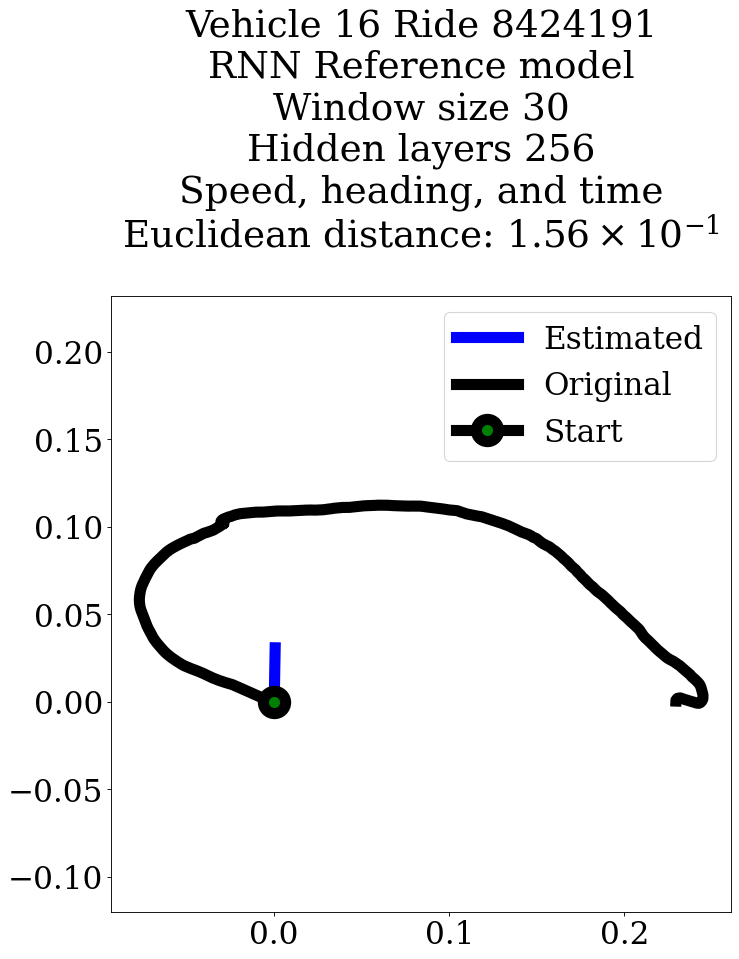 Vehicle 16 Ride 8424191
RNN Reference model
Window size 30
Hidden layers 256
Speed, heading, and time
Euclidean distance: 1.56 × 10⁻¹
Estimated
Original
Start
0.20
0.15
0.10
0.05
0.00
−0.05
−0.10
0.0 0.1 0.2